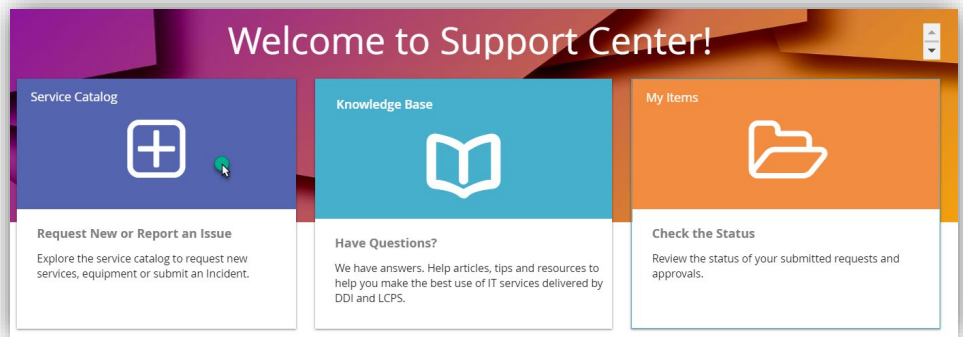 Welcome to Support Center!
Service Catalog
Request New or Report an Issue
Explore the service catalog to request new
services, equipment or submit an Incident.
Knowledge Base
Have Questions?
We have answers. Help articles, tips and resources to
help you make the best use of IT services delivered by
DDI and LCPS.
My Items
Check the Status
Review the status of your submitted requests and
approvals.